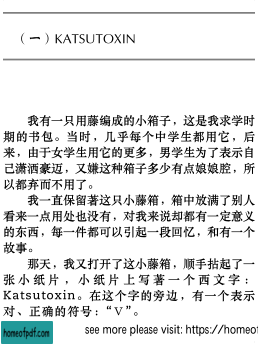 （一）KATSUTOXIN
我有一只用藤编成的小箱子，这是我求学时
期的书包。当时，几乎每个中学生都用它，后
来，由于女学生用它的更多，男学生为了表示自
己潇洒豪迈，又嫌这种箱子多少有点娘娘腔，所
以都弃而不用了。
我一直保留著这只小藤箱，箱中放满了别人
看来一点用处也没有，对我来说却都有一定意义
的东西，每一件都可以引起一段回忆，和有一个
故事。
那天，我又打开了这小藤箱，顺手拈起了一
张小纸片，小纸片上写著一个西文字：
Katsutoxin。在这个字的旁边，有一个表示
对、正确的符号：“V”。
homeofpdf.com
see more please visit: https://homeof